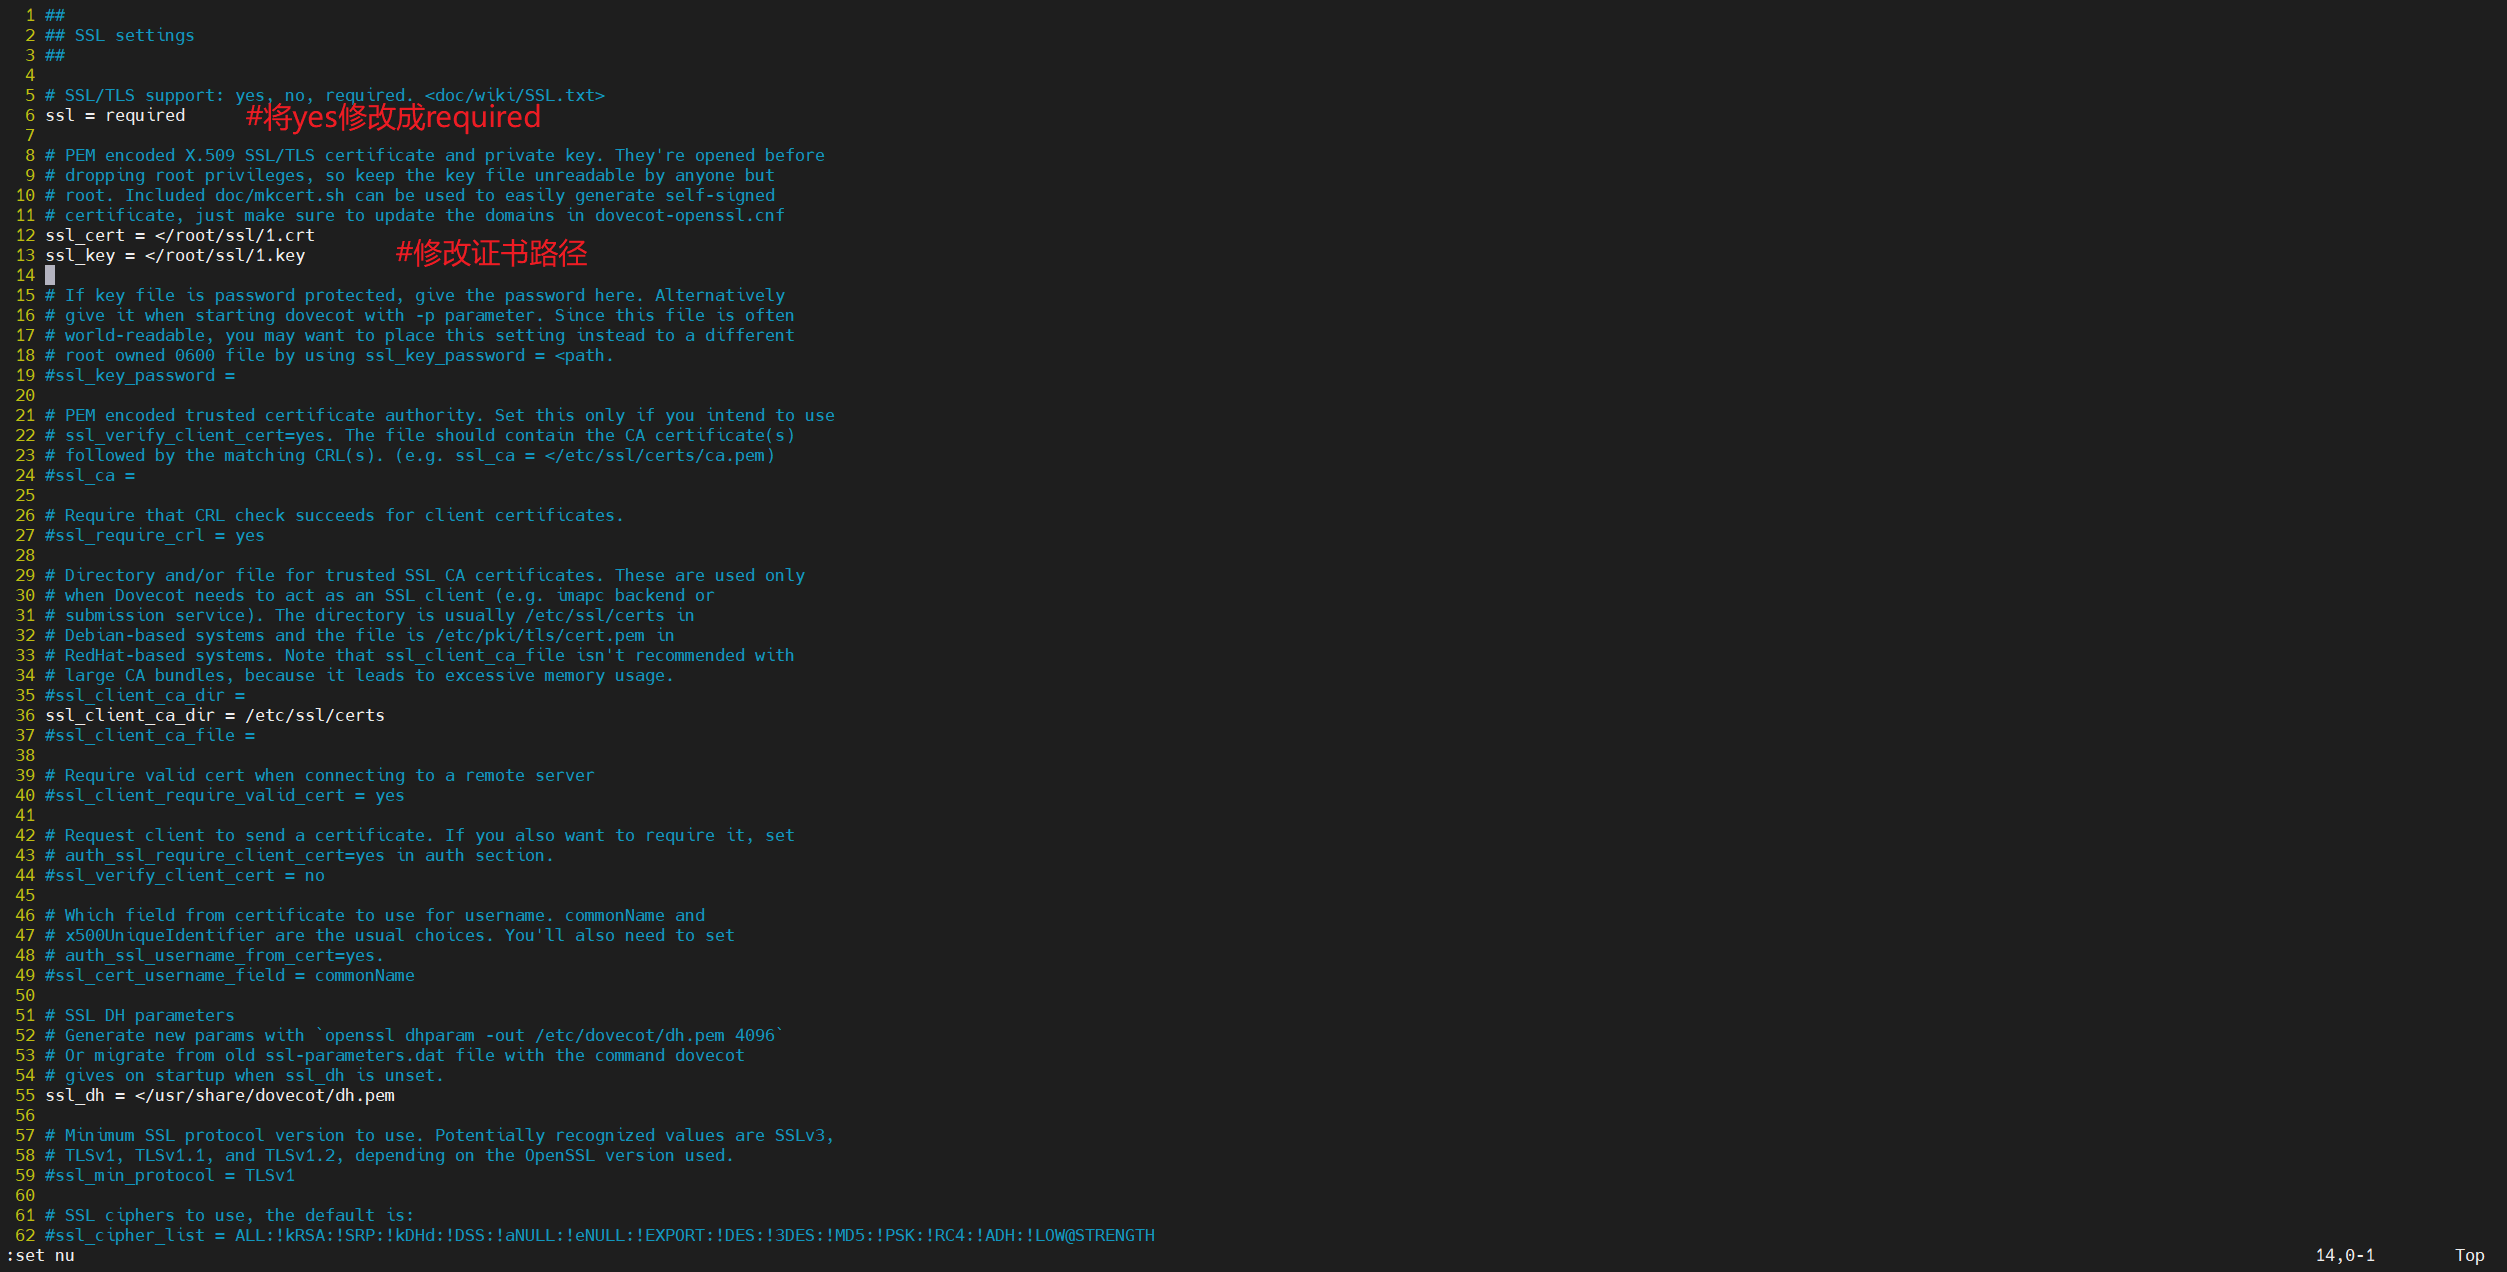 1 ##
2 ## SSL settings
3 ##
4
5 # SSL/TLS support: yes, no, required. <doc/wiki/SSL.txt>
6 ssl = required #将yes修改成required
7
8 # PEM encoded X.509 SSL/TLS certificate and private key. They're opened before
9 # dropping root privileges, so keep the key file unreadable by anyone but
10 # root. Included doc/mkcert.sh can be used to easily generate self-signed
11 # certificate, just make sure to update the domains in dovecot-openssl.cnf
12 ssl_cert = </root/ssl/1.crt
13 ssl_key = </root/ssl/1.key #修改证书路径
14
15 # If key file is password protected, give the password here. Alternatively
16 # give it when starting dovecot with -p parameter. Since this file is often
17 # world-readable, you may want to place this setting instead to a different
18 # root owned 0600 file by using ssl_key_password = <path.
19 #ssl_key_password =
20
21 # PEM encoded trusted certificate authority. Set this only if you intend to use
22 # ssl_verify_client_cert=yes. The file should contain the CA certificate(s)
23 # followed by the matching CRL(s). (e.g. ssl_ca = </etc/ssl/certs/ca.pem)
24 #ssl_ca =
25
26 # Require that CRL check succeeds for client certificates.
27 #ssl_require_crl = yes
28
29 # Directory and/or file for trusted SSL CA certificates. These are used only
30 # when Dovecot needs to act as an SSL client (e.g. imapc backend or
31 # submission service). The directory is usually /etc/ssl/certs in
32 # Debian-based systems and the file is /etc/pki/tls/cert.pem in
33 # RedHat-based systems. Note that ssl_client_ca_file isn't recommended with
34 # large CA bundles, because it leads to excessive memory usage.
35 #ssl_client_ca_dir =
36 ssl_client_ca_dir = /etc/ssl/certs
37 #ssl_client_ca_file =
38
39 # Require valid cert when connecting to a remote server
40 #ssl_client_require_valid_cert = yes
41
42 # Request client to send a certificate. If you also want to require it, set
43 # auth_ssl_require_client_cert=yes in auth section.
44 #ssl_verify_client_cert = no
45
46 # Which field from certificate to use for username. commonName and
47 # x500UniqueIdentifier are the usual choices. You'll also need to set
48 # auth_ssl_username_from_cert=yes.
49 #ssl_cert_username_field = commonName
50
51 # SSL DH parameters
52 # Generate new params with `openssl dhparam -out /etc/dovecot/dh.pem 4096`
53 # Or migrate from old ssl-parameters.dat file with the command dovecot
54 # gives on startup when ssl_dh is unset.
55 ssl_dh = </usr/share/dovecot/dh.pem
56
57 # Minimum SSL protocol version to use. Potentially recognized values are SSLv3,
58 # TLSv1, TLSv1.1, and TLSv1.2, depending on the OpenSSL version used.
59 #ssl_min_protocol = TLSv1
60
61 # SSL ciphers to use, the default is:
62 #ssl_cipher_list = ALL:!kRSA:!SRP:!kDHd:!DSS:!aNULL:!eNULL:!EXPORT:!DES:!3DES:!MD5:!PSK:!RC4:!ADH:!LOW@STRENGTH
:set nu 14,0-1 Top